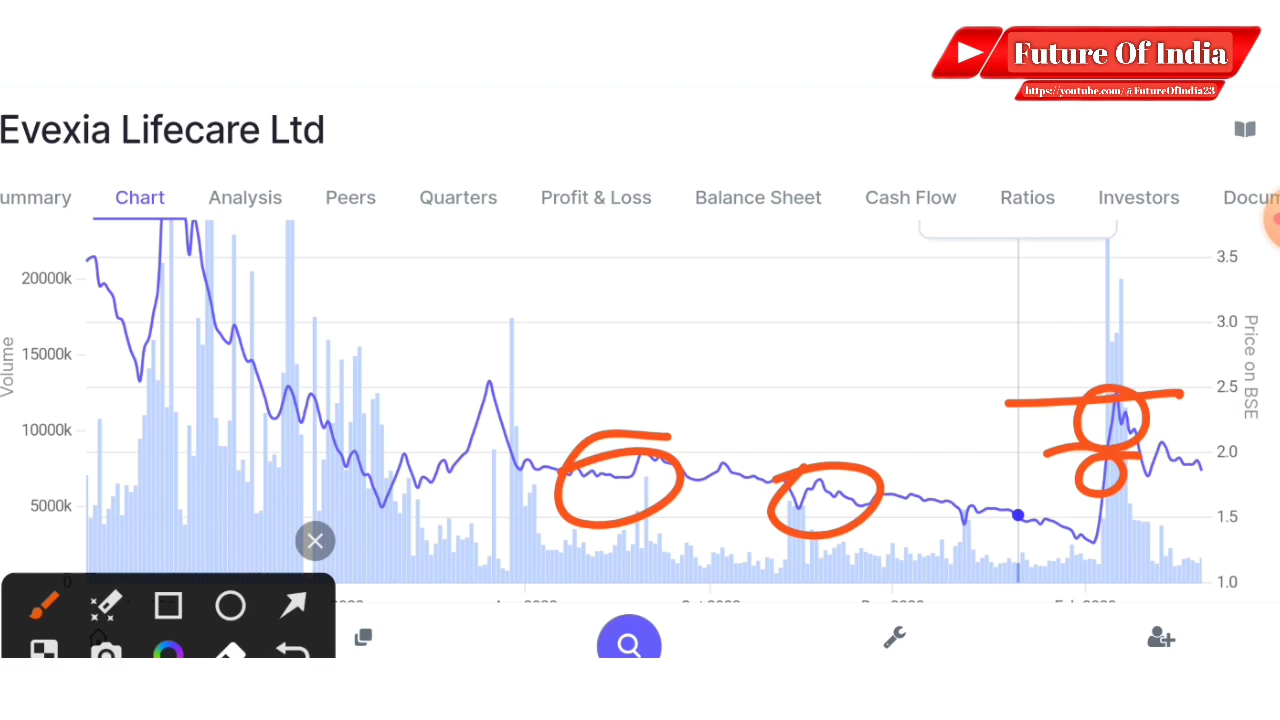 Future Of India
https://youtube.com/@FutureOfIndia23
Evexia Lifecare Ltd
ummary Chart Analysis Peers Quarters Profit & Loss Balance Sheet Cash Flow Ratios Investors Docum
20000k
15000k
10000k
5000k
0
Volume
3.5
3.0
2.5
2.0
1.5
1.0
Price on BSE